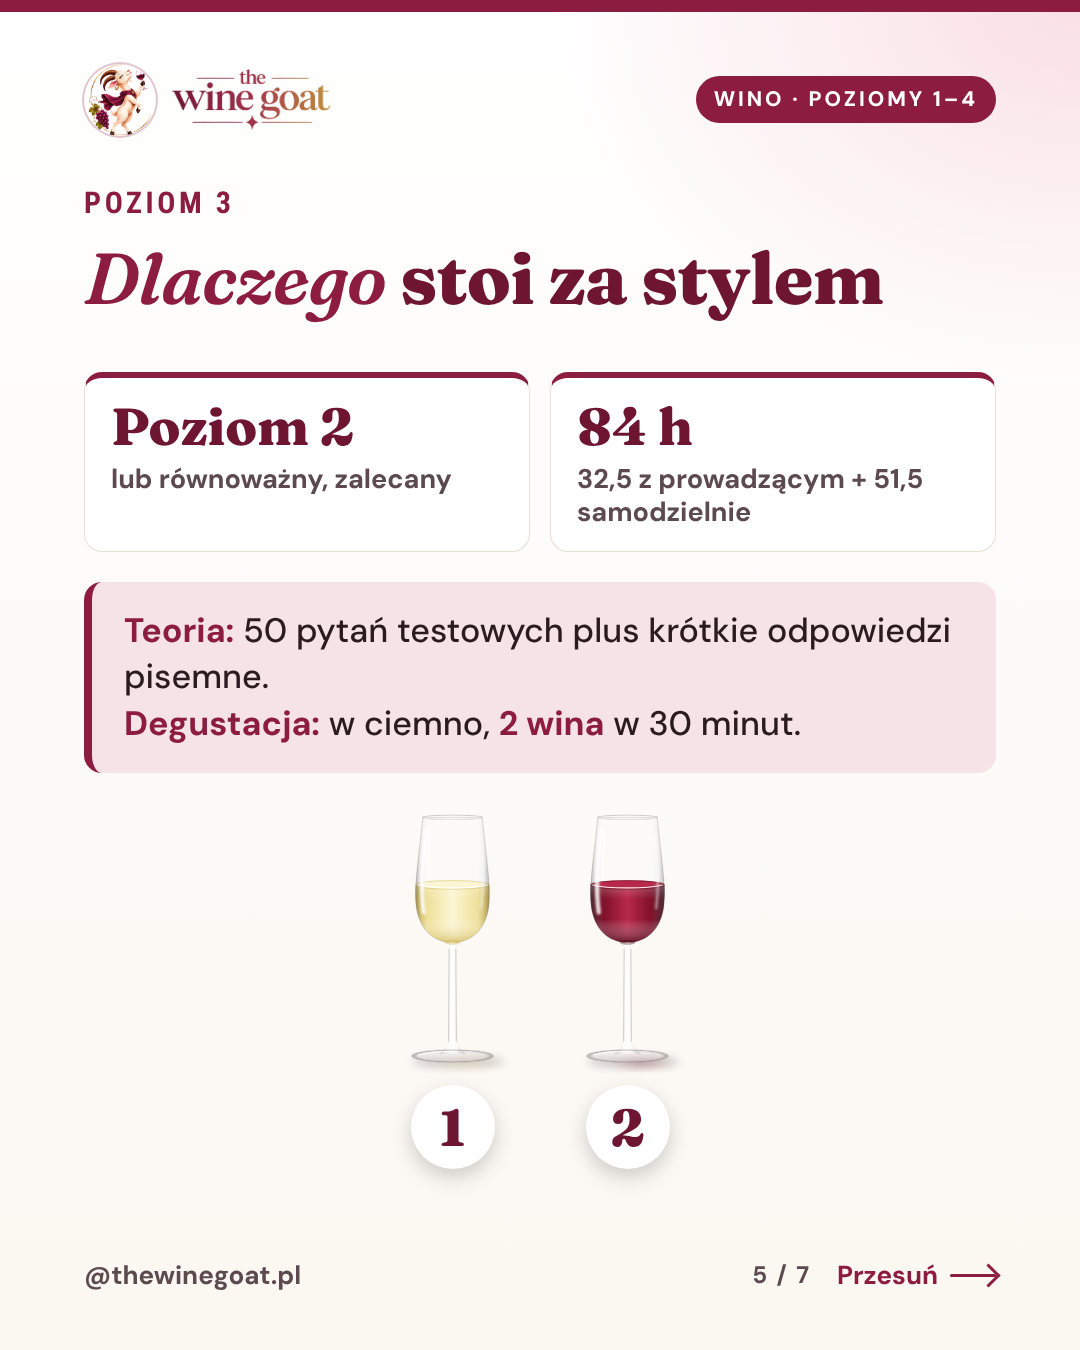 the
wine goat
WINO · POZIOMY 1–4
POZIOM 3
Dlaczego stoi za stylem
Poziom 2
lub równoważny, zalecany
84 h
32,5 z prowadzącym + 51,5
samodzielnie
Teoria: 50 pytań testowych plus krótkie odpowiedzi
pisemne.
Degustacja: w ciemno, 2 wina w 30 minut.
1
2
@thewinegoat.pl
5 / 7 Przesuń